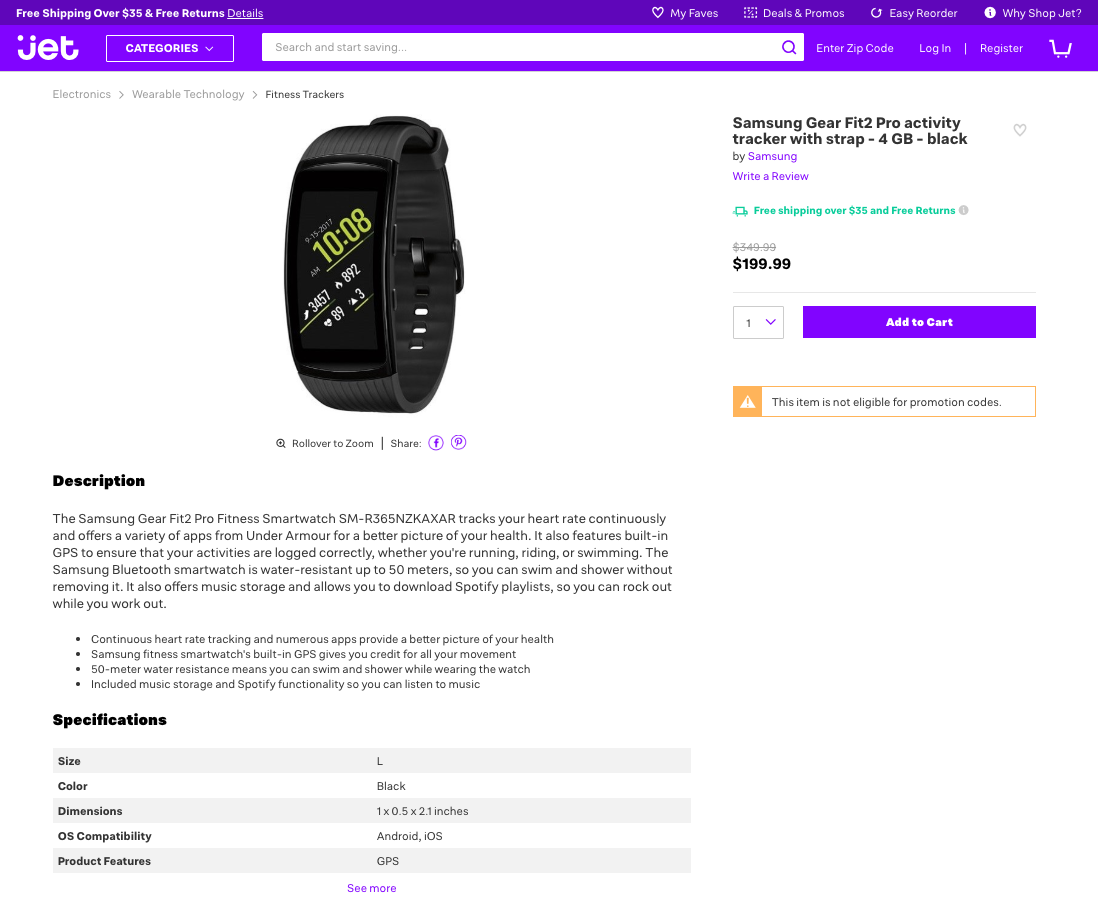 Free Shipping Over $35 & Free Returns Details
My Faves
Deals & Promos
Easy Reorder
Why Shop Jet?
jet
CATEGORIES
Search and start saving...
Enter Zip Code
Log In | Register
Electronics > Wearable Technology > Fitness Trackers
9-15-2017
AM 10:08
892
3457
3
89
Rollover to Zoom | Share:
Samsung Gear Fit2 Pro activity
tracker with strap - 4 GB - black
by Samsung
Write a Review
Free shipping over $35 and Free Returns
$349.99
$199.99
1
Add to Cart
This item is not eligible for promotion codes.
Description
The Samsung Gear Fit2 Pro Fitness Smartwatch SM-R365NZKAXAR tracks your heart rate continuously
and offers a variety of apps from Under Armour for a better picture of your health. It also features built-in
GPS to ensure that your activities are logged correctly, whether you're running, riding, or swimming. The
Samsung Bluetooth smartwatch is water-resistant up to 50 meters, so you can swim and shower without
removing it. It also offers music storage and allows you to download Spotify playlists, so you can rock out
while you work out.
• Continuous heart rate tracking and numerous apps provide a better picture of your health
• Samsung fitness smartwatch's built-in GPS gives you credit for all your movement
• 50-meter water resistance means you can swim and shower while wearing the watch
• Included music storage and Spotify functionality so you can listen to music
Specifications
Size L
Color Black
Dimensions 1 x 0.5 x 2.1 inches
OS Compatibility Android, iOS
Product Features GPS
See more